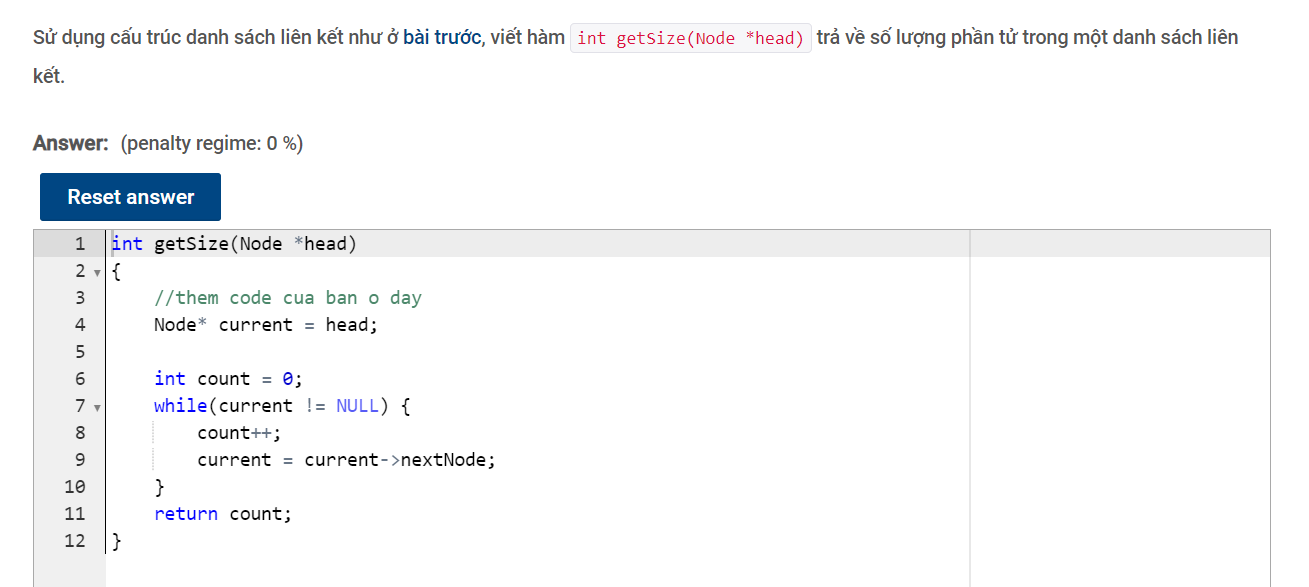 Sử dụng cấu trúc danh sách liên kết như ở bài trước, viết hàm int getSize(Node *head) trả về số lượng phần tử trong một danh sách liên
kết.
Answer: (penalty regime: 0 %)
Reset answer
1 int getSize(Node *head)
2 {
3     //them code cua ban o day
4     Node* current = head;
5
6     int count = 0;
7     while(current != NULL) {
8         count++;
9         current = current->nextNode;
10     }
11     return count;
12 }